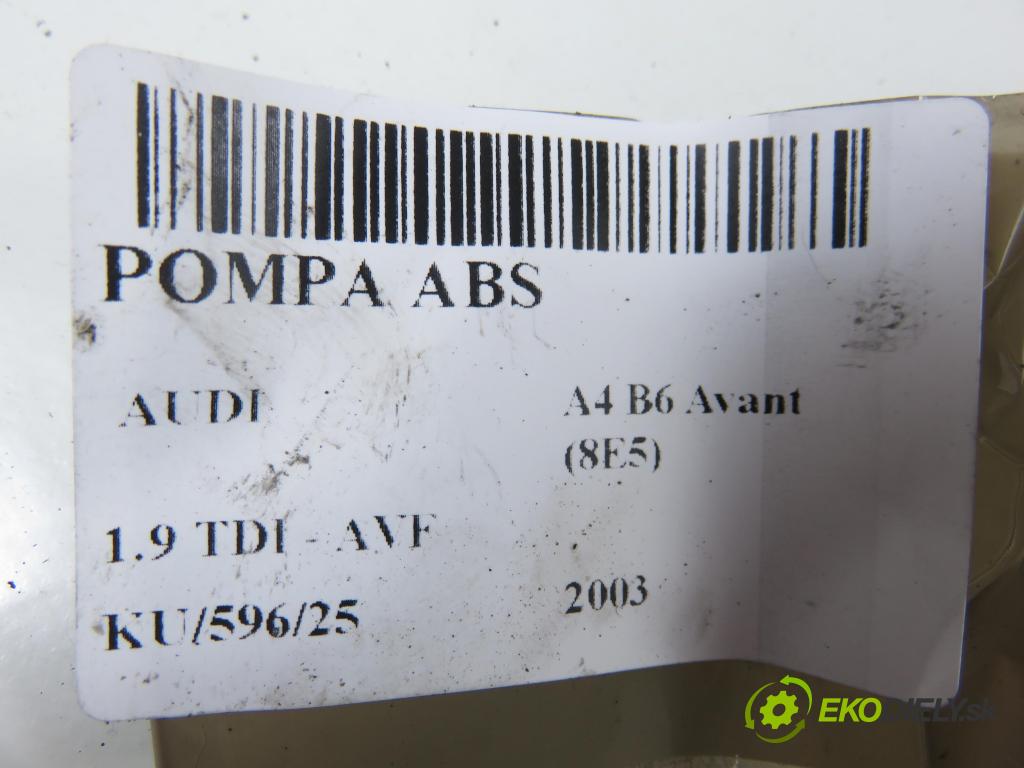 POMPA ABS
AUDI
A4 B6 Avant
(8E5)
1.9 TDI - AVF
2003
KU/596/25
EKODIELY.sk